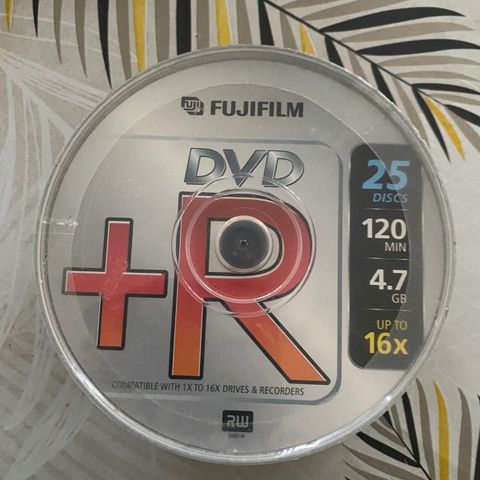 FUJI FUJIFILM
DVD
+R
25
DISCS
120
MIN
4.7
GB
UP TO
16x
COMPATIBLE WITH 1X TO 16X DRIVES & RECORDERS
RW